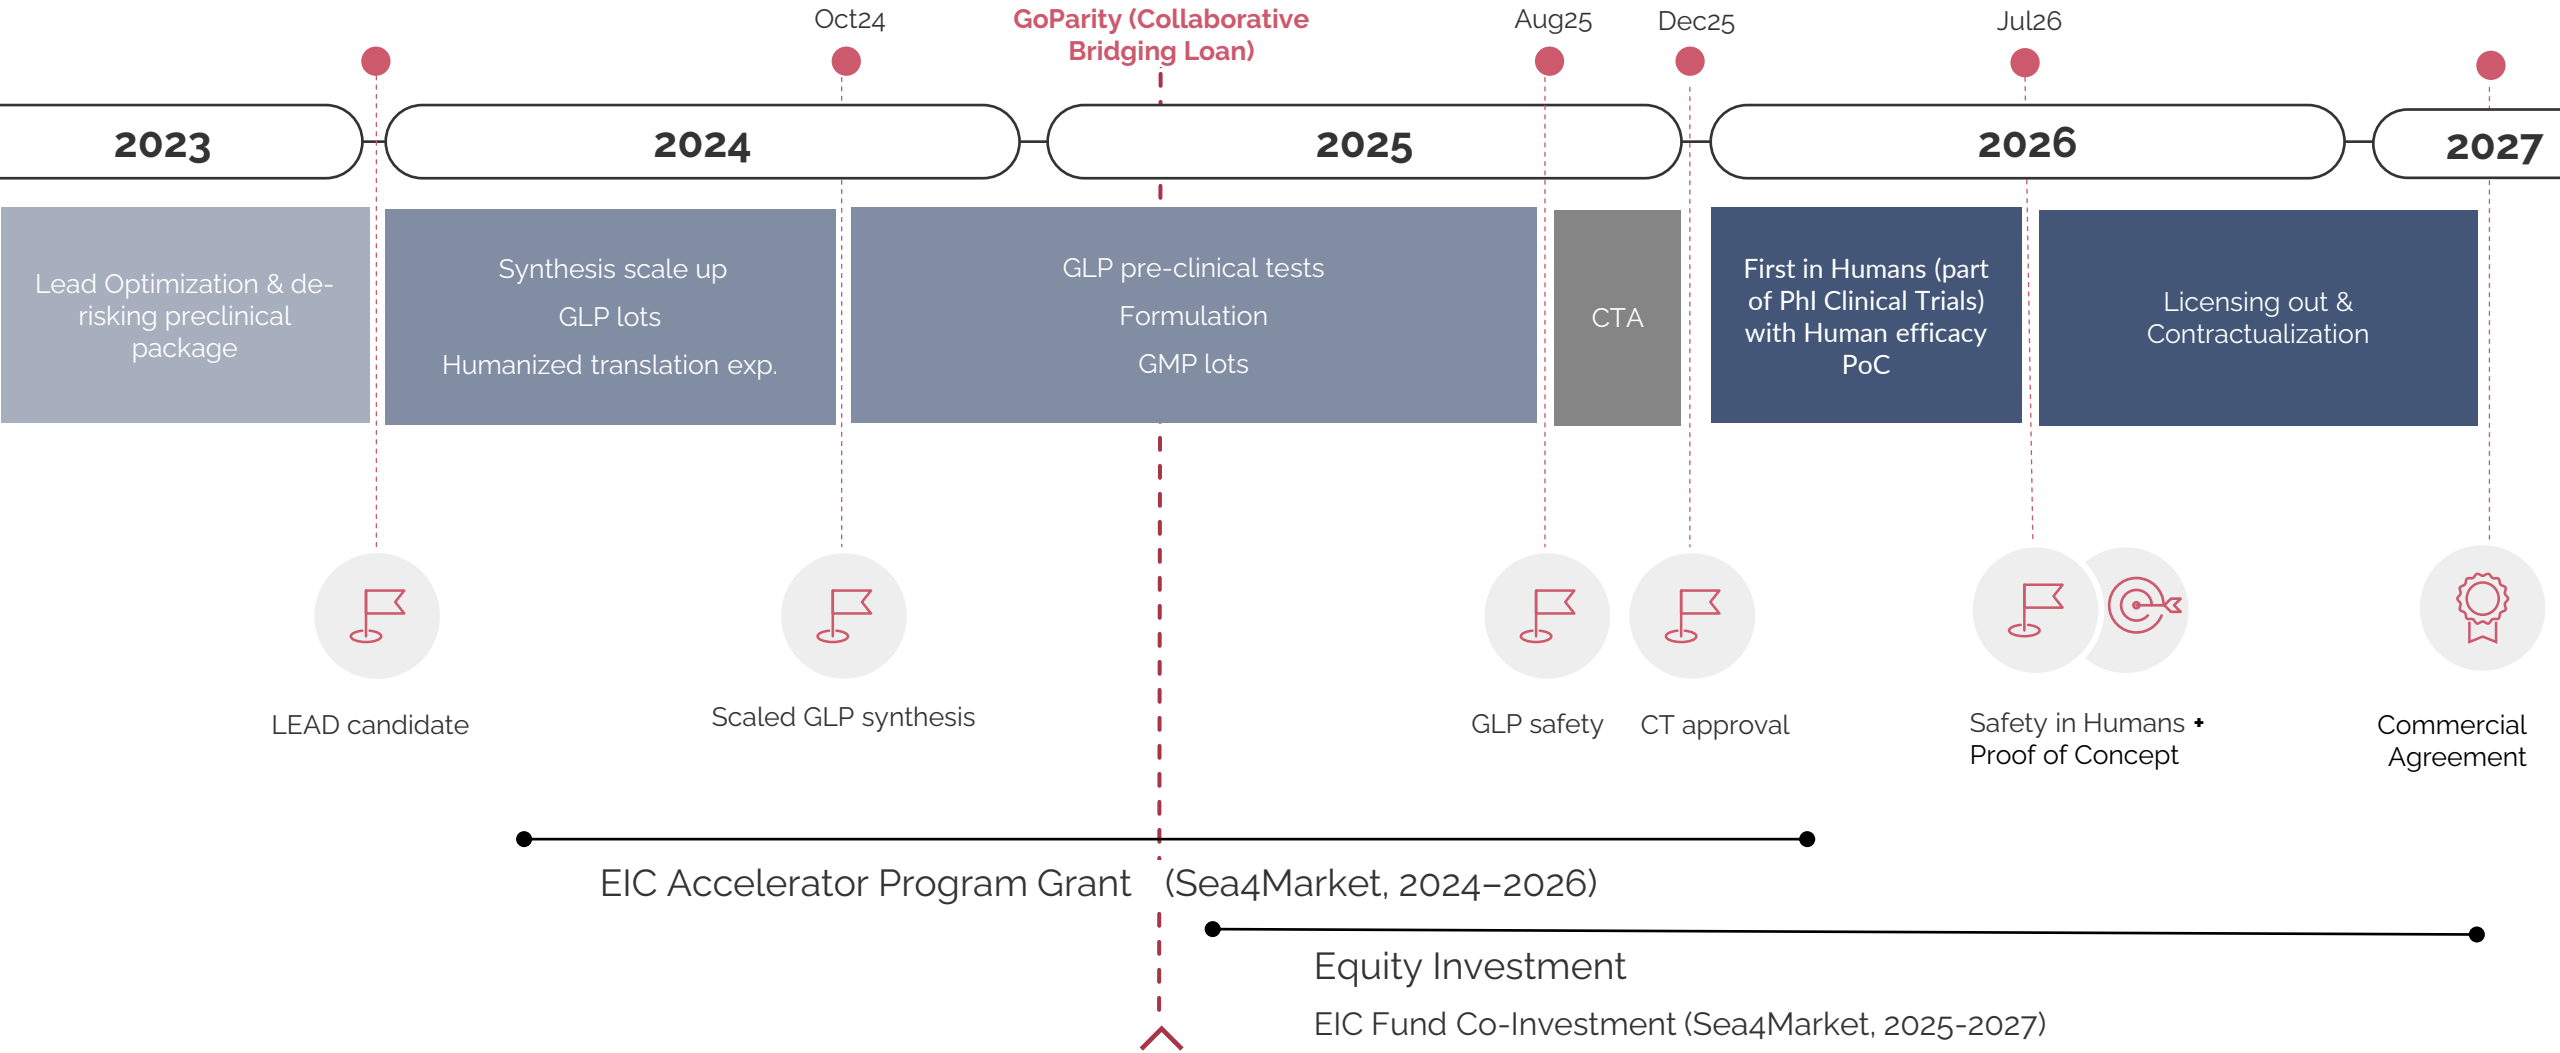 Oct24
GoParity (Collaborative
Bridging Loan)
Aug25
Dec25
Jul26
2023
2024
2025
2026
2027
Lead Optimization & de-
risking preclinical
package
Synthesis scale up
GLP lots
Humanized translation exp.
GLP pre-clinical tests
Formulation
GMP lots
CTA
First in Humans (part
of PhI Clinical Trials)
with Human efficacy
PoC
Licensing out &
Contractualization
LEAD candidate
Scaled GLP synthesis
GLP safety
CT approval
Safety in Humans +
Proof of Concept
Commercial
Agreement
EIC Accelerator Program Grant (Sea4Market, 2024–2026)
Equity Investment
EIC Fund Co-Investment (Sea4Market, 2025-2027)